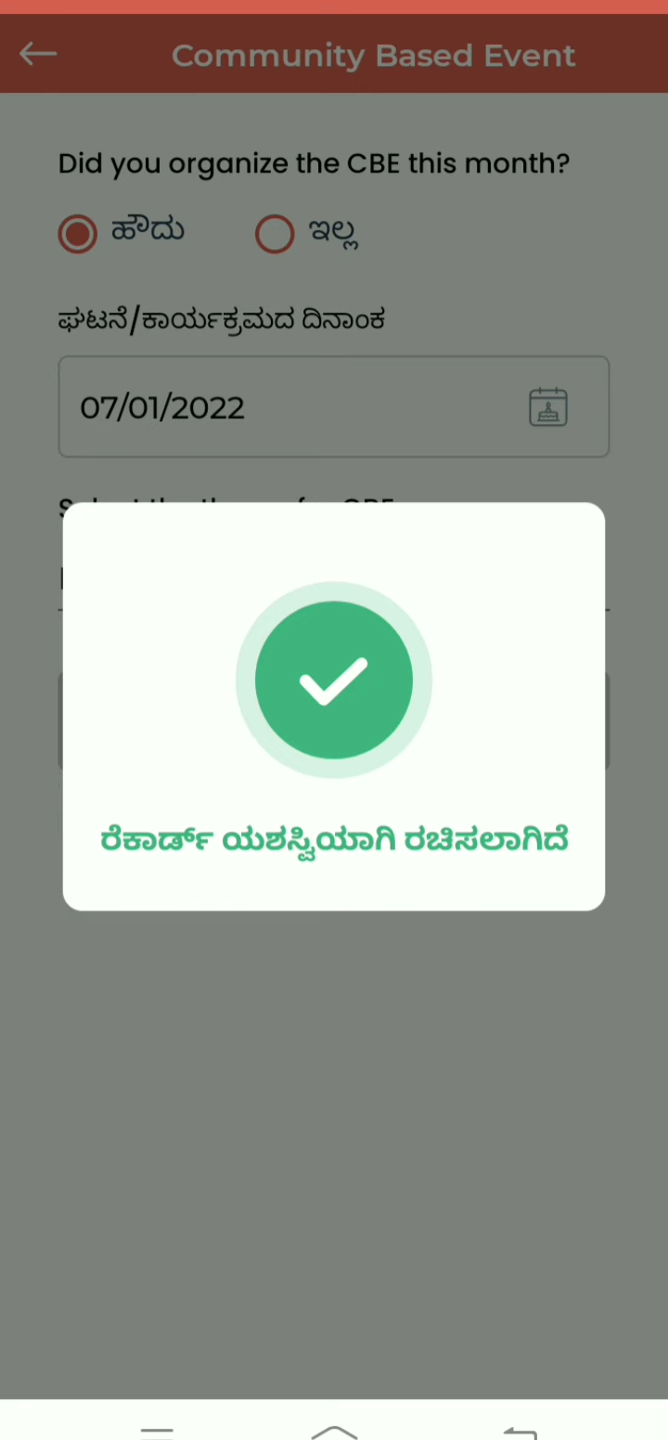 Community Based Event
Did you organize the CBE this month?
ಹೌದು ಇಲ್ಲ
ಘಟನೆ/ಕಾರ್ಯಕ್ರಮದ ದಿನಾಂಕ
07/01/2022
ರೆಕಾರ್ಡ್ ಯಶಸ್ವಿಯಾಗಿ ರಚಿಸಲಾಗಿದೆ